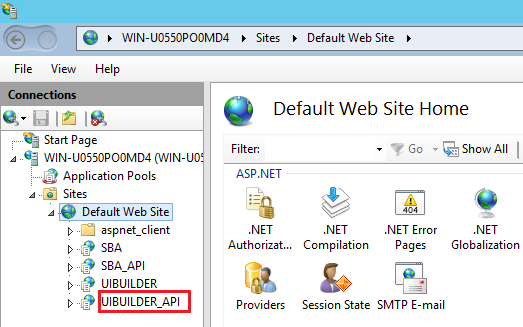 WIN-U0550PO0MD4 Sites Default Web Site
File View Help
Connections
Start Page
WIN-U0550PO0MD4 (WIN-U05
Application Pools
Sites
Default Web Site
aspnet_client
SBA
SBA_API
UIBUILDER
UIBUILDER_API
Default Web Site Home
Filter: Go Show All
ASP.NET
.NET Authorizat...
.NET Compilation
404
.NET Error Pages
.NET Globalization
Providers
Session State
SMTP E-mail